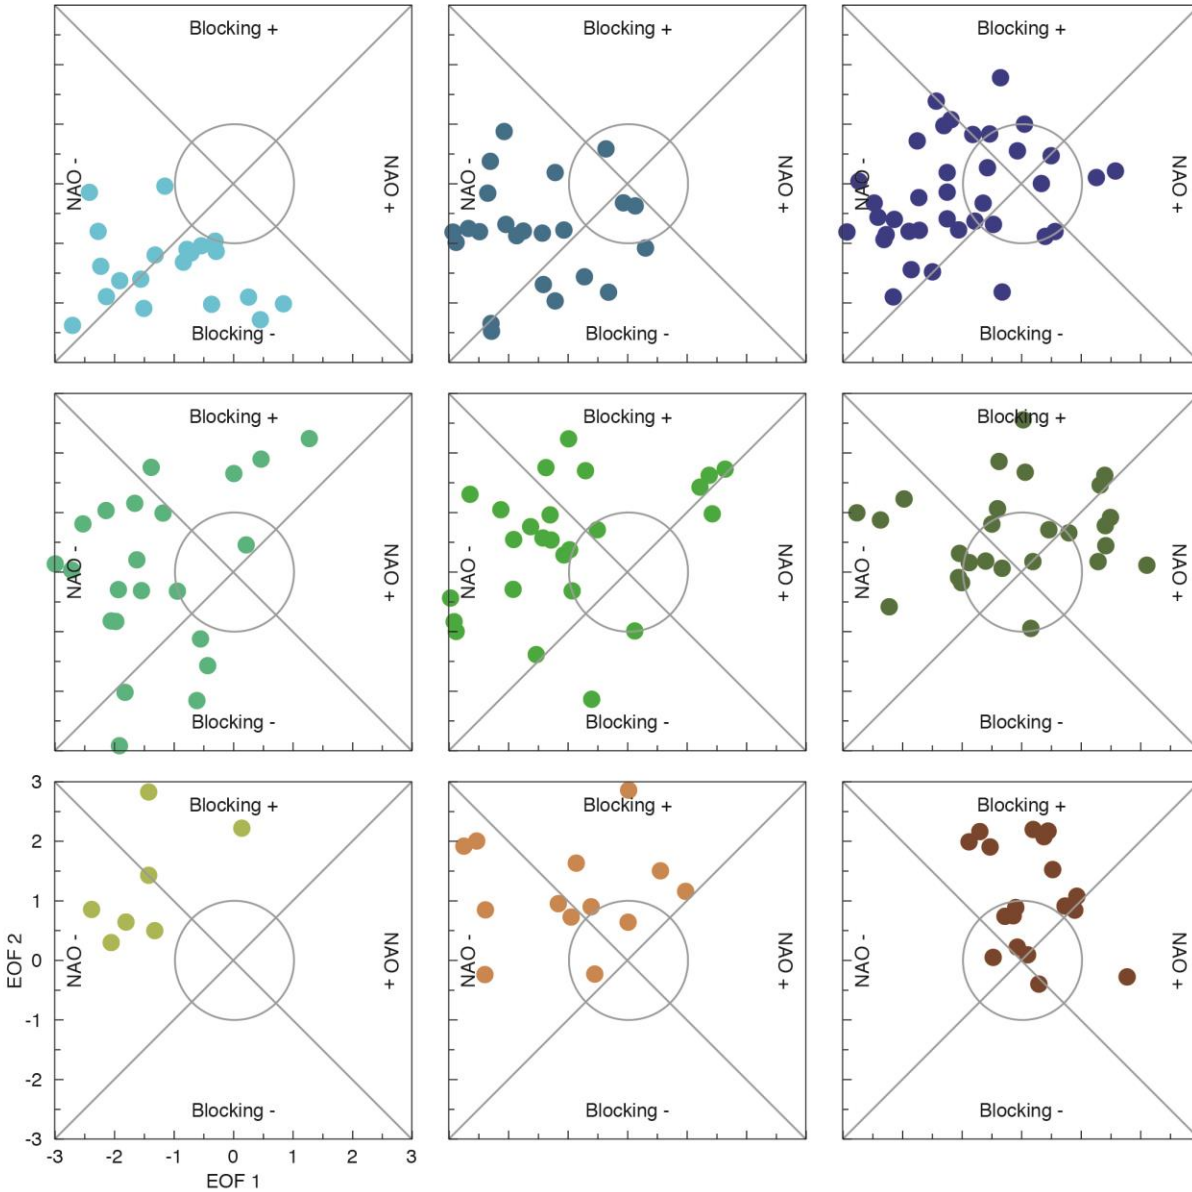 Blocking +
Blocking +
Blocking +
NAO -
NAO +
NAO -
NAO +
NAO -
NAO +
Blocking -
Blocking -
Blocking -
Blocking +
Blocking +
Blocking +
NAO -
NAO +
NAO -
NAO +
NAO -
NAO +
Blocking -
Blocking -
Blocking -
3
Blocking +
Blocking +
Blocking +
2
1
EOF 2
0
NAO -
NAO +
NAO -
NAO +
NAO -
NAO +
-1
-2
Blocking -
Blocking -
Blocking -
-3
-3 -2 -1 0 1 2 3
EOF 1